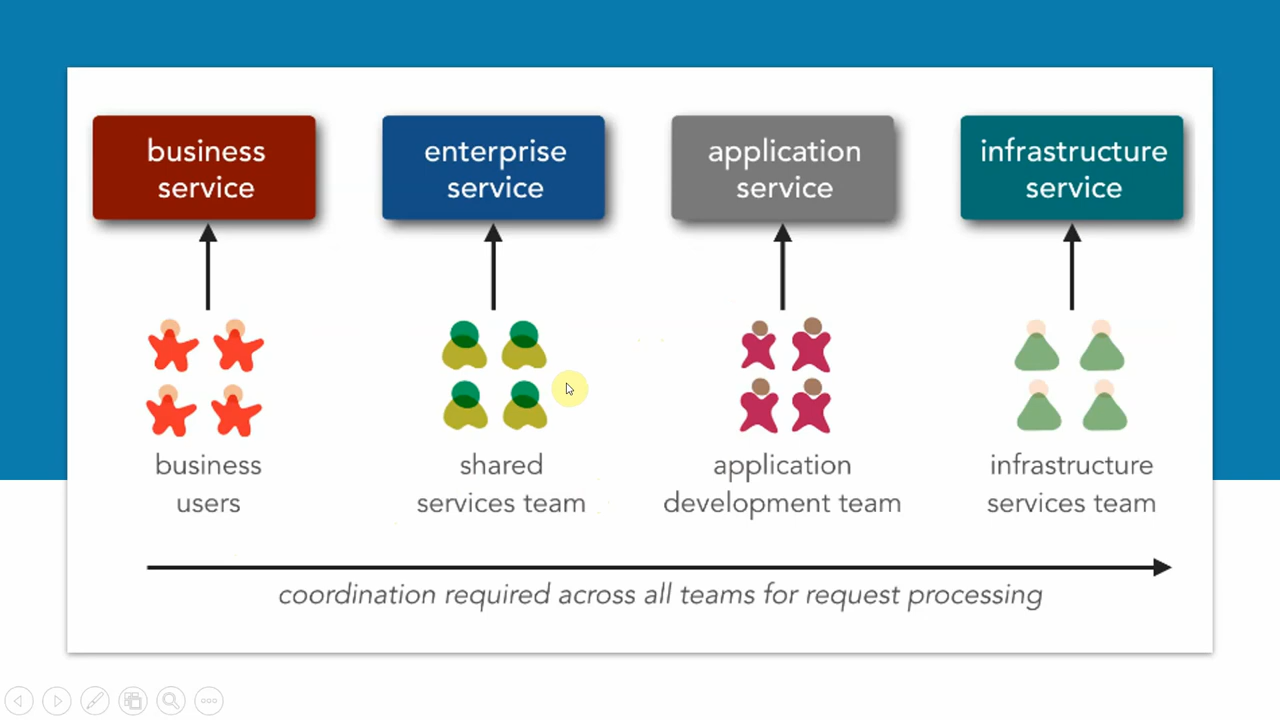 business
service
enterprise
service
application
service
infrastructure
service
business
users
shared
services team
application
development team
infrastructure
services team
coordination required across all teams for request processing